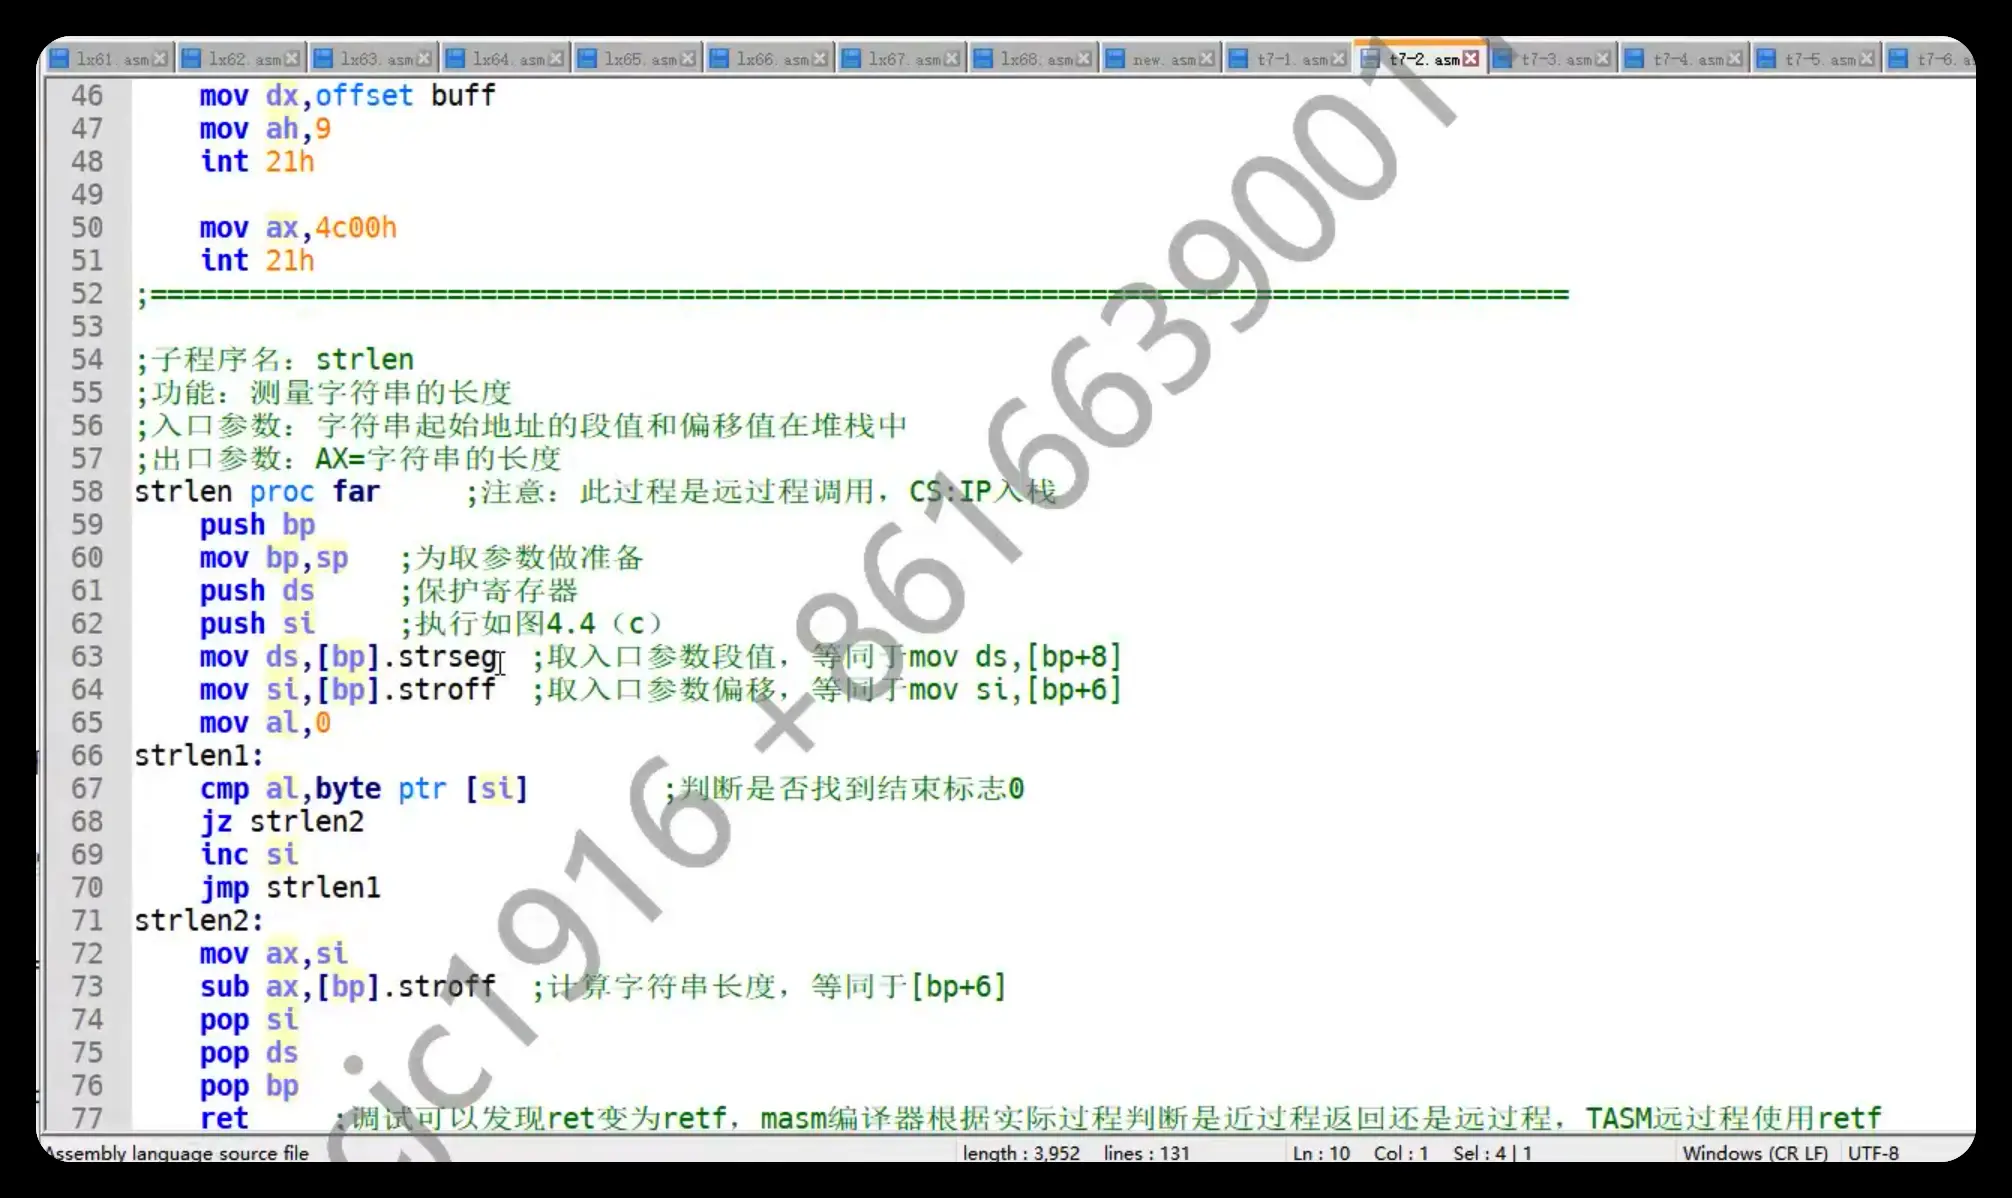 lx61.asm lx62.asm lx63.asm lx64.asm lx65.asm lx66.asm lx67.asm lx68.asm new.asm t7-1.asm t7-2.asm t7-3.asm t7-4.asm t7-5.asm t7-6.a
46 mov dx,offset buff
47 mov ah,9
48 int 21h
49
50 mov ax,4c00h
51 int 21h
52 ;======================================================================================
53
54 ;子程序名：strlen
55 ;功能：测量字符串的长度
56 ;入口参数：字符串起始地址的段值和偏移值在堆栈中
57 ;出口参数：AX=字符串的长度
58 strlen proc far ;注意：此过程是远过程调用，CS:IP入栈
59 push bp
60 mov bp,sp ;为取参数做准备
61 push ds ;保护寄存器
62 push si ;执行如图4.4（c）
63 mov ds,[bp].strseg ;取入口参数段值，等同于mov ds,[bp+8]
64 mov si,[bp].stroff ;取入口参数偏移，等同于mov si,[bp+6]
65 mov al,0
66 strlen1:
67 cmp al,byte ptr [si] ;判断是否找到结束标志0
68 jz strlen2
69 inc si
70 jmp strlen1
71 strlen2:
72 mov ax,si
73 sub ax,[bp].stroff ;计算字符串长度，等同于[bp+6]
74 pop si
75 pop ds
76 pop bp
77 ret ;调试可以发现ret变为retf，masm编译器根据实际过程判断是近过程返回还是远过程，TASM远过程使用retf
Assembly language source file length : 3,952 lines : 131 Ln : 10 Col : 1 Sel : 4 | 1 Windows (CR LF) UTF-8
jc1916 +8616639001